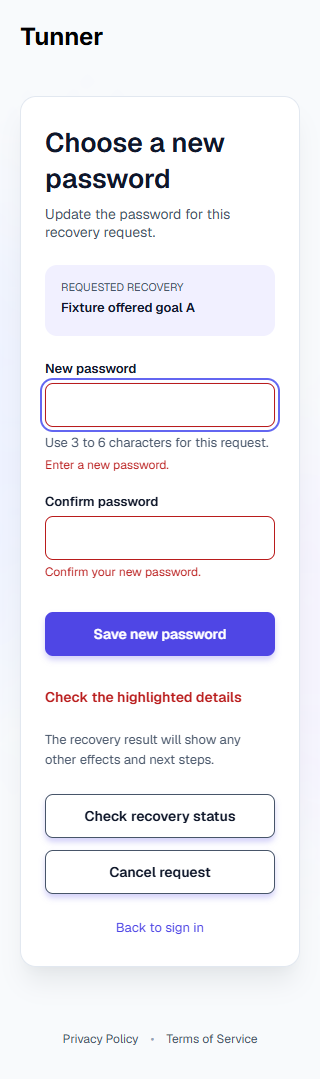 Tunner
Choose a new
password
Update the password for this
recovery request.
REQUESTED RECOVERY
Fixture offered goal A
New password
Use 3 to 6 characters for this request.
Enter a new password.
Confirm password
Confirm your new password.
Save new password
Check the highlighted details
The recovery result will show any
other effects and next steps.
Check recovery status
Cancel request
Back to sign in
Privacy Policy • Terms of Service